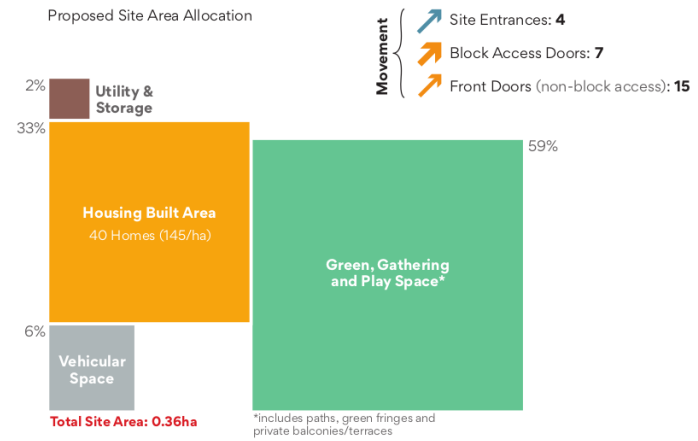 Proposed Site Area Allocation
Movement
Site Entrances: 4
Block Access Doors: 7
Front Doors (non-block access): 15
2%
Utility &
Storage
33%
Housing Built Area
40 Homes (145/ha)
59%
Green, Gathering
and Play Space*
6%
Vehicular
Space
Total Site Area: 0.36ha
*includes paths, green fringes and
private balconies/terraces